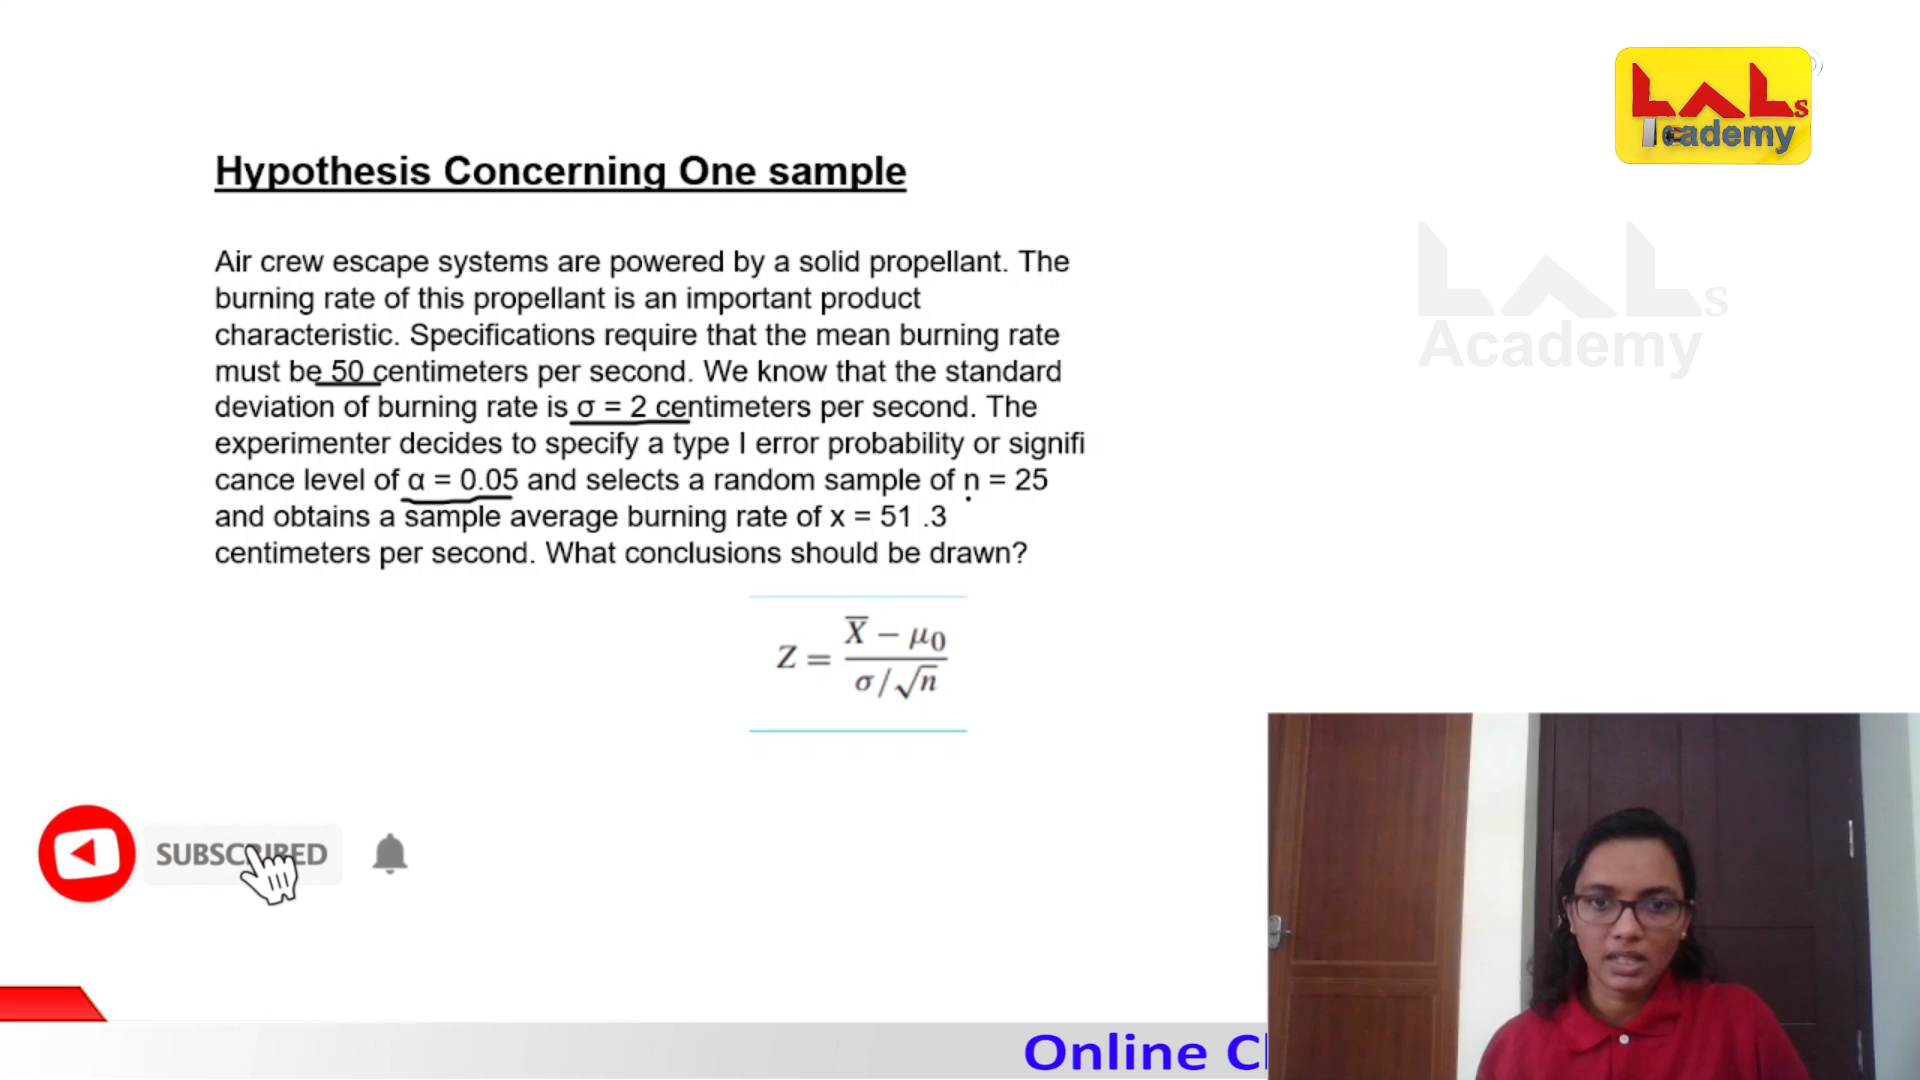 LALs
Academy
Hypothesis Concerning One sample
LALs
Academy
Air crew escape systems are powered by a solid propellant. The
burning rate of this propellant is an important product
characteristic. Specifications require that the mean burning rate
must be 50 centimeters per second. We know that the standard
deviation of burning rate is σ = 2 centimeters per second. The
experimenter decides to specify a type I error probability or signifi
cance level of α = 0.05 and selects a random sample of n = 25
and obtains a sample average burning rate of x = 51 .3
centimeters per second. What conclusions should be drawn?
Z = (X̅ − μ0) / (σ/√n)
SUBSCRIBED
Online